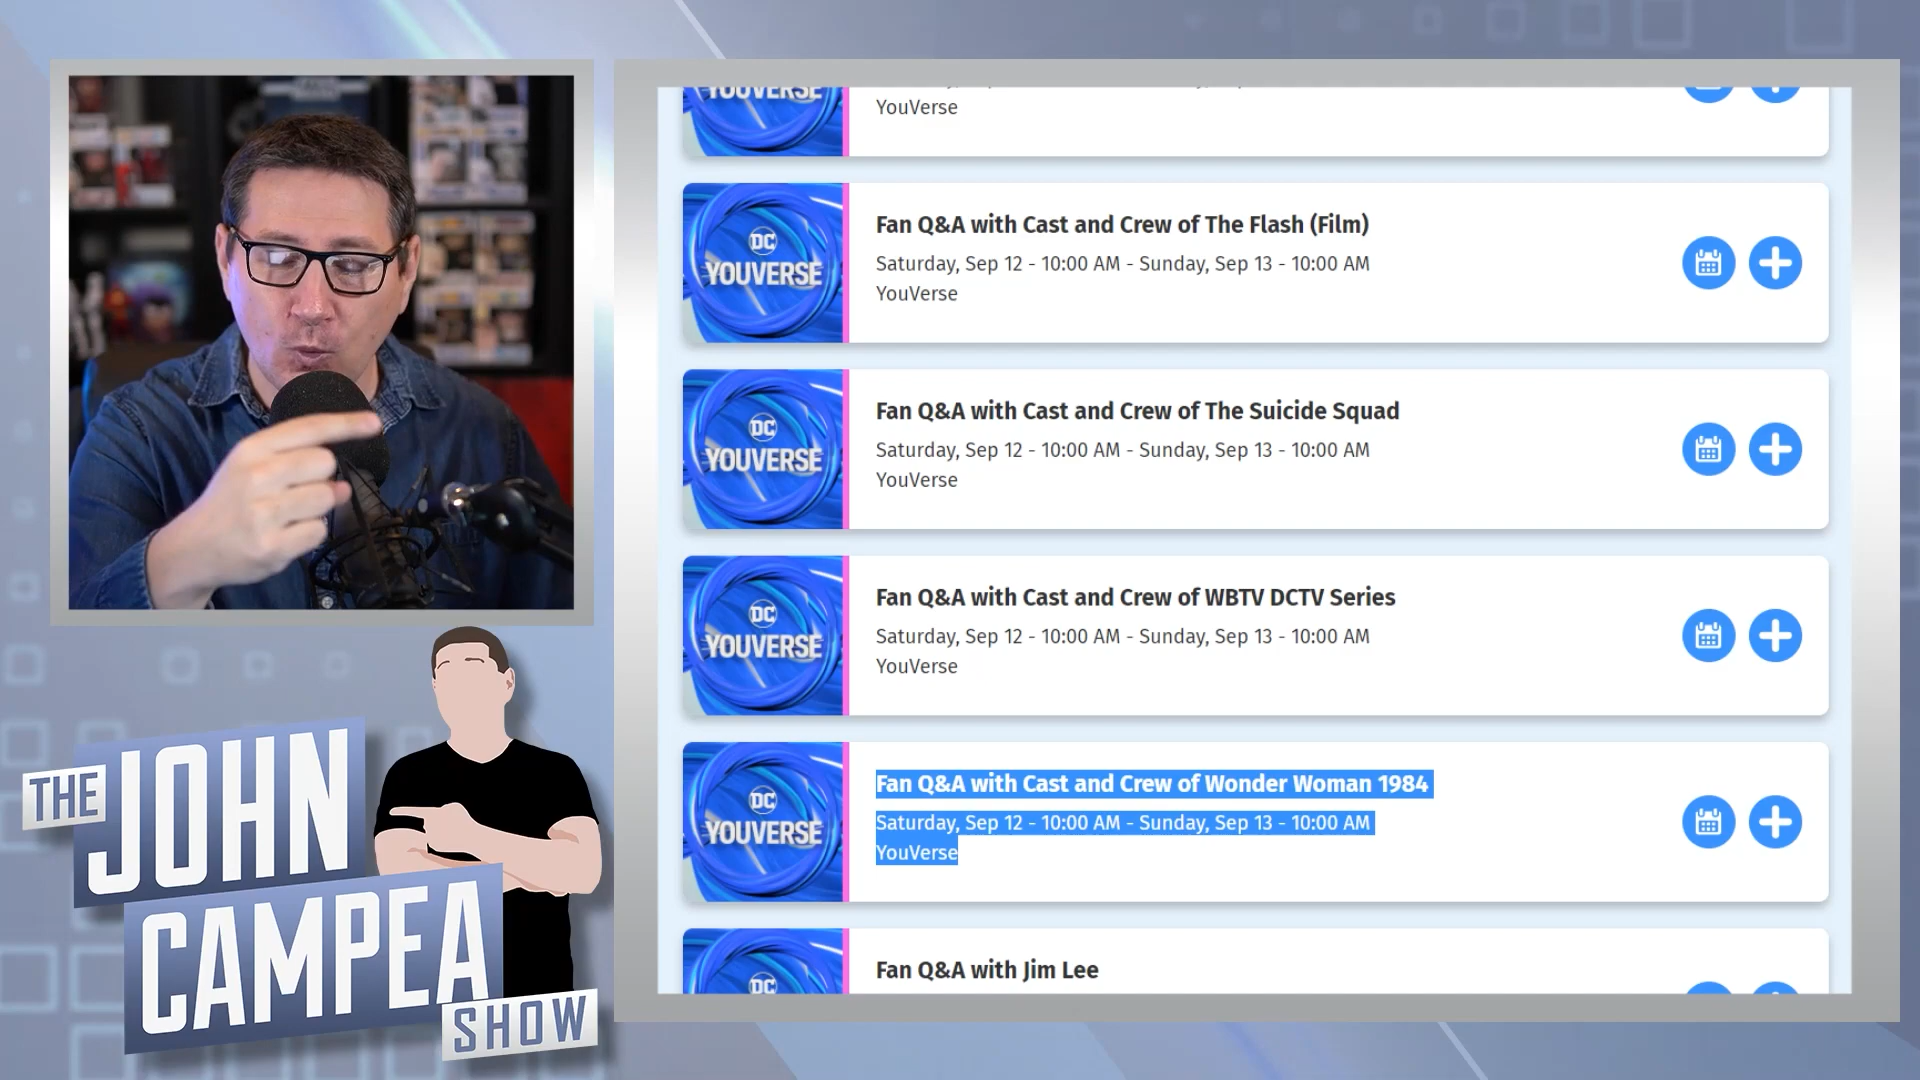 YOUVERSE
YouVerse
DC
YOUVERSE
Fan Q&A with Cast and Crew of The Flash (Film)
Saturday, Sep 12 - 10:00 AM - Sunday, Sep 13 - 10:00 AM
YouVerse
DC
YOUVERSE
Fan Q&A with Cast and Crew of The Suicide Squad
Saturday, Sep 12 - 10:00 AM - Sunday, Sep 13 - 10:00 AM
YouVerse
DC
YOUVERSE
Fan Q&A with Cast and Crew of WBTV DCTV Series
Saturday, Sep 12 - 10:00 AM - Sunday, Sep 13 - 10:00 AM
YouVerse
DC
YOUVERSE
Fan Q&A with Cast and Crew of Wonder Woman 1984
Saturday, Sep 12 - 10:00 AM - Sunday, Sep 13 - 10:00 AM
YouVerse
DC
Fan Q&A with Jim Lee
THE
JOHN
CAMPEA
SHOW